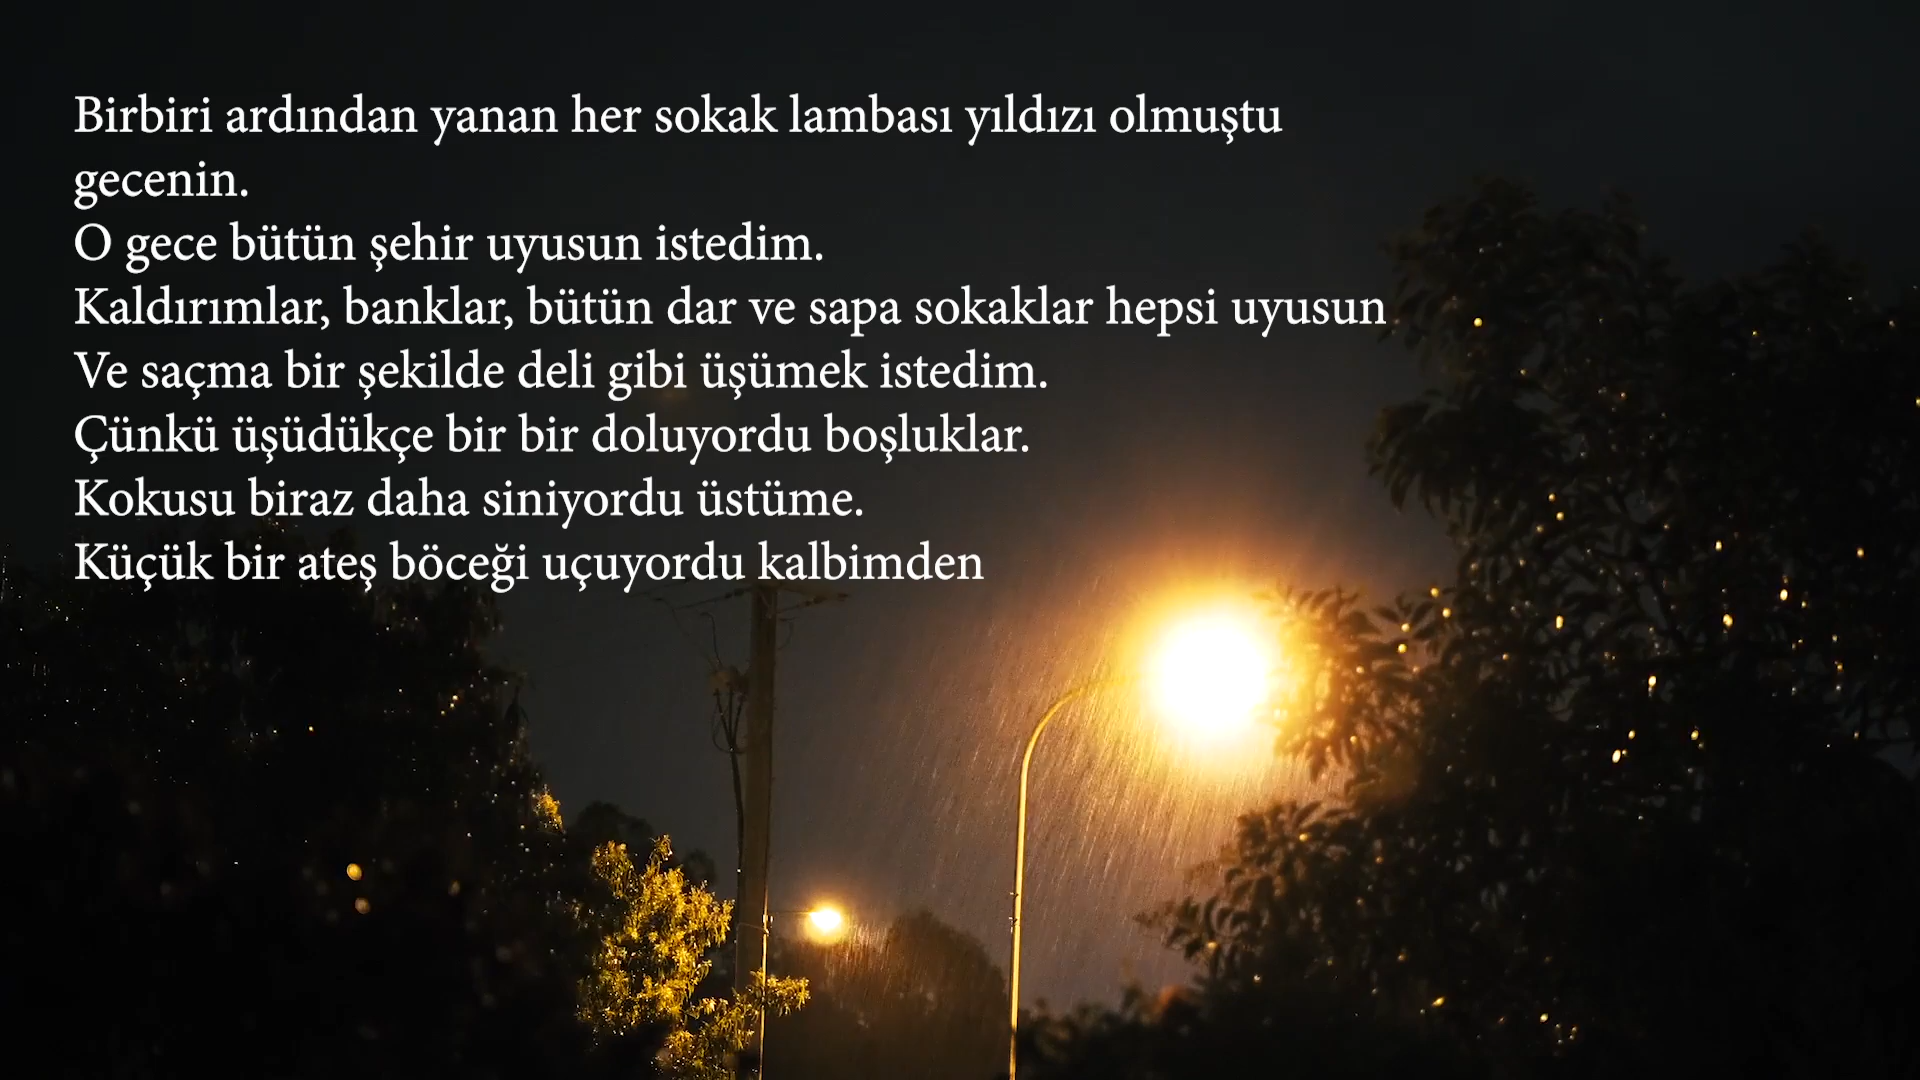 Birbiri ardından yanan her sokak lambası yıldızı olmuştu
gecenin.
O gece bütün şehir uyusun istedim.
Kaldırımlar, banklar, bütün dar ve sapa sokaklar hepsi uyusun
Ve saçma bir şekilde deli gibi üşümek istedim.
Çünkü üşüdükçe bir bir doluyordu boşluklar.
Kokusu biraz daha siniyordu üstüme.
Küçük bir ateş böceği uçuyordu kalbimden